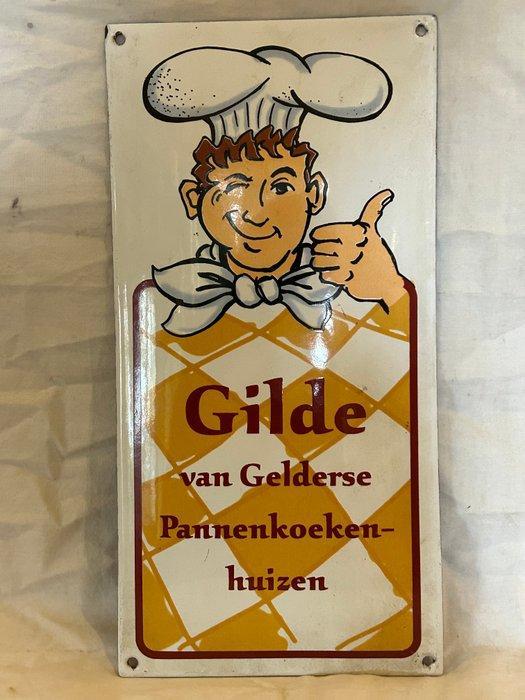 Gilde
van Gelderse
Pannenkoeken-
huizen